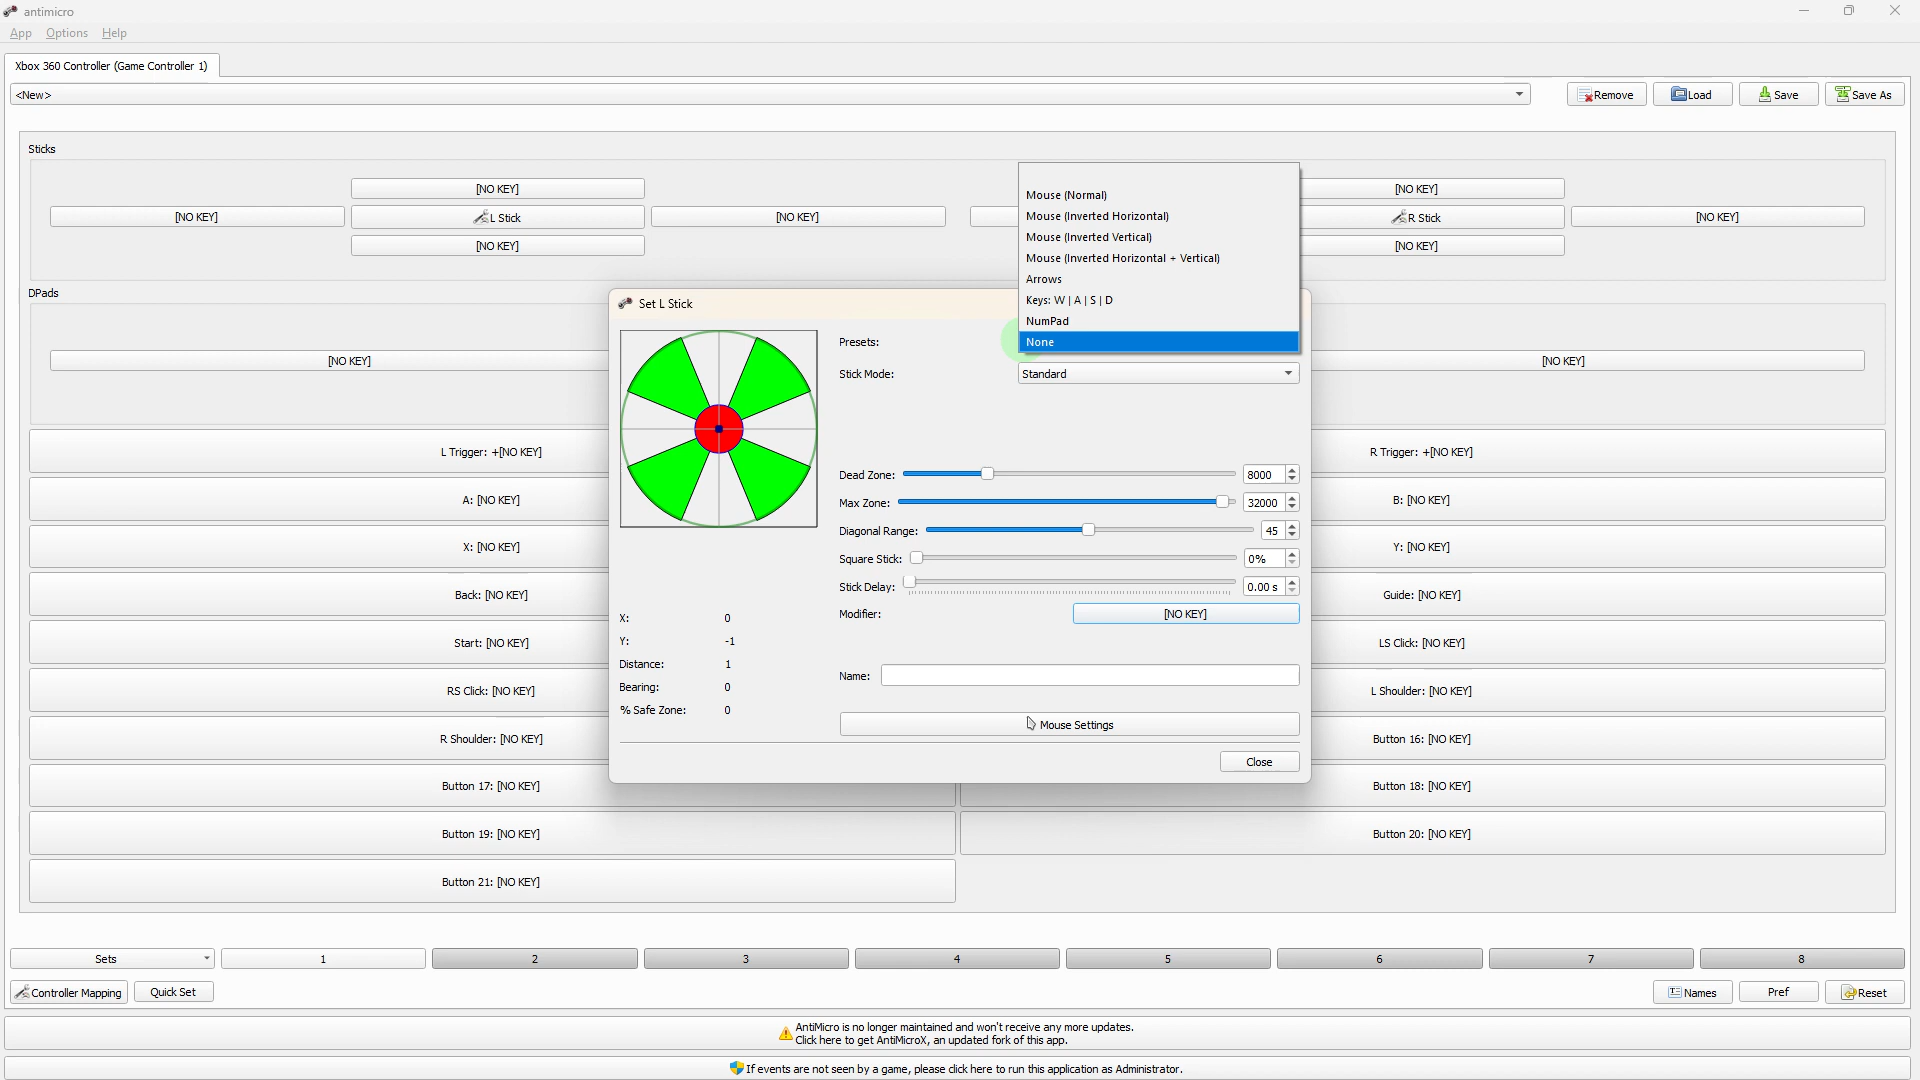 antimicro
App Options Help
Xbox 360 Controller (Game Controller 1)
<New>
Remove
Load
Save
Save As
Sticks
[NO KEY]
[NO KEY]
L Stick
[NO KEY]
[NO KEY]
[NO KEY]
R Stick
[NO KEY]
[NO KEY]
Mouse (Normal)
Mouse (Inverted Horizontal)
Mouse (Inverted Vertical)
Mouse (Inverted Horizontal + Vertical)
Arrows
Keys: W | A | S | D
NumPad
None
DPads
[NO KEY]
[NO KEY]
Set L Stick
Presets:
Stick Mode:
Standard
Dead Zone:
8000
Max Zone:
32000
Diagonal Range:
45
Square Stick:
0%
Stick Delay:
0.00 s
Modifier:
[NO KEY]
Name:
Mouse Settings
Close
X: 0
Y: -1
Distance: 1
Bearing: 0
% Safe Zone: 0
L Trigger: +[NO KEY]
R Trigger: +[NO KEY]
A: [NO KEY]
B: [NO KEY]
X: [NO KEY]
Y: [NO KEY]
Back: [NO KEY]
Guide: [NO KEY]
Start: [NO KEY]
LS Click: [NO KEY]
RS Click: [NO KEY]
L Shoulder: [NO KEY]
R Shoulder: [NO KEY]
Button 16: [NO KEY]
Button 17: [NO KEY]
Button 18: [NO KEY]
Button 19: [NO KEY]
Button 20: [NO KEY]
Button 21: [NO KEY]
Sets 1 2 3 4 5 6 7 8
Controller Mapping
Quick Set
Names
Pref
Reset
AntiMicro is no longer maintained and won't receive any more updates.
Click here to get AntiMicroX, an updated fork of this app.
If events are not seen by a game, please click here to run this application as Administrator.